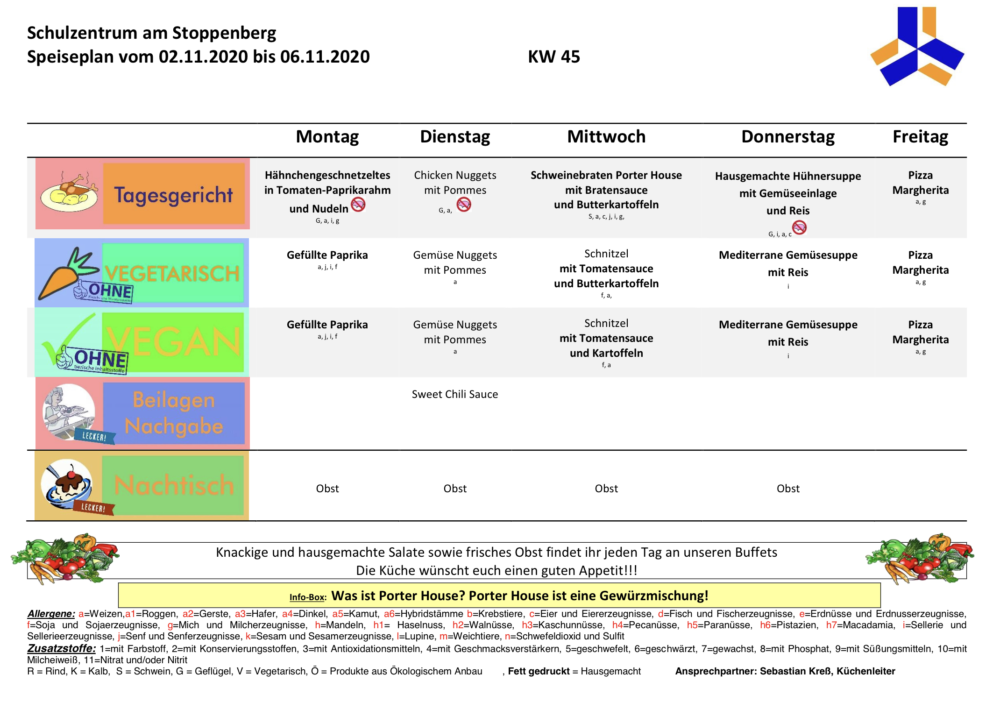 Schulzentrum am Stoppenberg
Speiseplan vom 02.11.2020 bis 06.11.2020 KW 45
Montag Dienstag Mittwoch Donnerstag Freitag
Tagesgericht
Hähnchengeschnetzeltes
in Tomaten-Paprikarahm
und Nudeln
G, a, i, g
Chicken Nuggets
mit Pommes
G, a,
Schweinebraten Porter House
mit Bratensauce
und Butterkartoffeln
S, a, c, j, i, g,
Hausgemachte Hühnersuppe
mit Gemüseeinlage
und Reis
G, i, a, c
Pizza
Margherita
a, g
VEGETARISCH
OHNE
Fleisch- und Wurstprodukte
Gefüllte Paprika
a, j, i, f
Gemüse Nuggets
mit Pommes
a
Schnitzel
mit Tomatensauce
und Butterkartoffeln
f, a,
Mediterrane Gemüsesuppe
mit Reis
i
Pizza
Margherita
a, g
VEGAN
OHNE
tierische Inhaltsstoffe
Gefüllte Paprika
a, j, i, f
Gemüse Nuggets
mit Pommes
a
Schnitzel
mit Tomatensauce
und Kartoffeln
f, a
Mediterrane Gemüsesuppe
mit Reis
i
Pizza
Margherita
a, g
Beilagen
Nachgabe
LECKER!
Sweet Chili Sauce
Nachtisch
LECKER!
Obst
Obst
Obst
Obst
Knackige und hausgemachte Salate sowie frisches Obst findet ihr jeden Tag an unseren Buffets
Die Küche wünscht euch einen guten Appetit!!!
Info-Box: Was ist Porter House? Porter House ist eine Gewürzmischung!
Allergene: a=Weizen,a1=Roggen, a2=Gerste, a3=Hafer, a4=Dinkel, a5=Kamut, a6=Hybridstämme b=Krebstiere, c=Eier und Eiererzeugnisse, d=Fisch und Fischerzeugnisse, e=Erdnüsse und Erdnusserzeugnisse,
f=Soja und Sojaerzeugnisse, g=Mich und Milcherzeugnisse, h=Mandeln, h1= Haselnuss, h2=Walnüsse, h3=Kaschunnüsse, h4=Pecanüsse, h5=Paranüsse, h6=Pistazien, h7=Macadamia, i=Sellerie und
Sellerieerzeugnisse, j=Senf und Senferzeugnisse, k=Sesam und Sesamerzeugnisse, l=Lupine, m=Weichtiere, n=Schwefeldioxid und Sulfit
Zusatzstoffe: 1=mit Farbstoff, 2=mit Konservierungsstoffen, 3=mit Antioxidationsmitteln, 4=mit Geschmacksverstärkern, 5=geschwefelt, 6=geschwärzt, 7=gewachst, 8=mit Phosphat, 9=mit Süßungsmitteln, 10=mit
Milcheiweiß, 11=Nitrat und/oder Nitrit
R = Rind, K = Kalb, S = Schwein, G = Geflügel, V = Vegetarisch, Ö = Produkte aus Ökologischem Anbau , Fett gedruckt = Hausgemacht Ansprechpartner: Sebastian Kreß, Küchenleiter